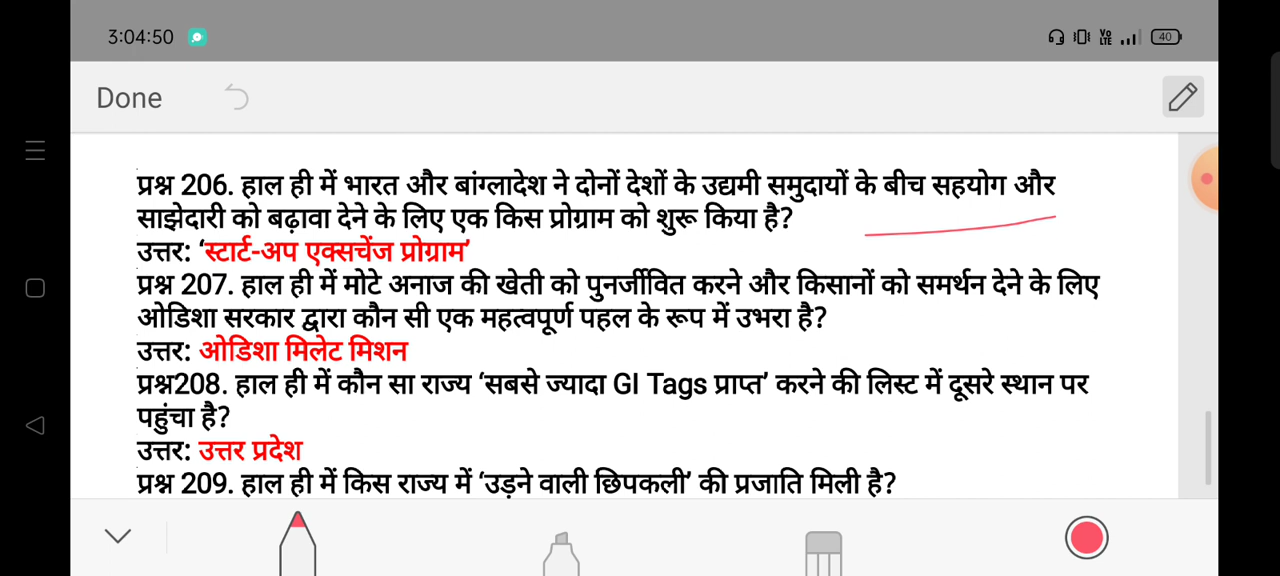 3:04:50
Vo LTE 40
Done
प्रश्न 206. हाल ही में भारत और बांग्लादेश ने दोनों देशों के उद्यमी समुदायों के बीच सहयोग और
साझेदारी को बढ़ावा देने के लिए एक किस प्रोग्राम को शुरू किया है?
उत्तर: ‘स्टार्ट-अप एक्सचेंज प्रोग्राम’
प्रश्न 207. हाल ही में मोटे अनाज की खेती को पुनर्जीवित करने और किसानों को समर्थन देने के लिए
ओडिशा सरकार द्वारा कौन सी एक महत्वपूर्ण पहल के रूप में उभरा है?
उत्तर: ओडिशा मिलेट मिशन
प्रश्न208. हाल ही में कौन सा राज्य ‘सबसे ज्यादा GI Tags प्राप्त’ करने की लिस्ट में दूसरे स्थान पर
पहुंचा है?
उत्तर: उत्तर प्रदेश
प्रश्न 209. हाल ही में किस राज्य में ‘उड़ने वाली छिपकली’ की प्रजाति मिली है?